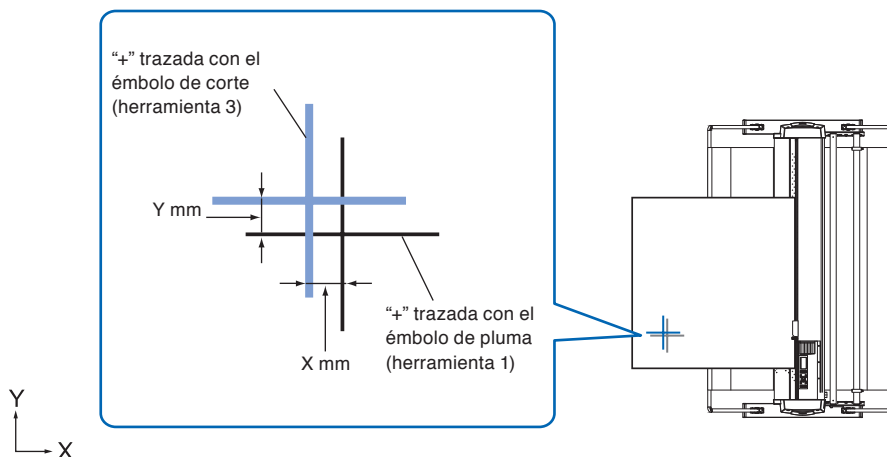 “+” trazada con el
émbolo de corte
(herramienta 3)
Y mm
“+” trazada con el
émbolo de pluma
(herramienta 1)
X mm
Y
X